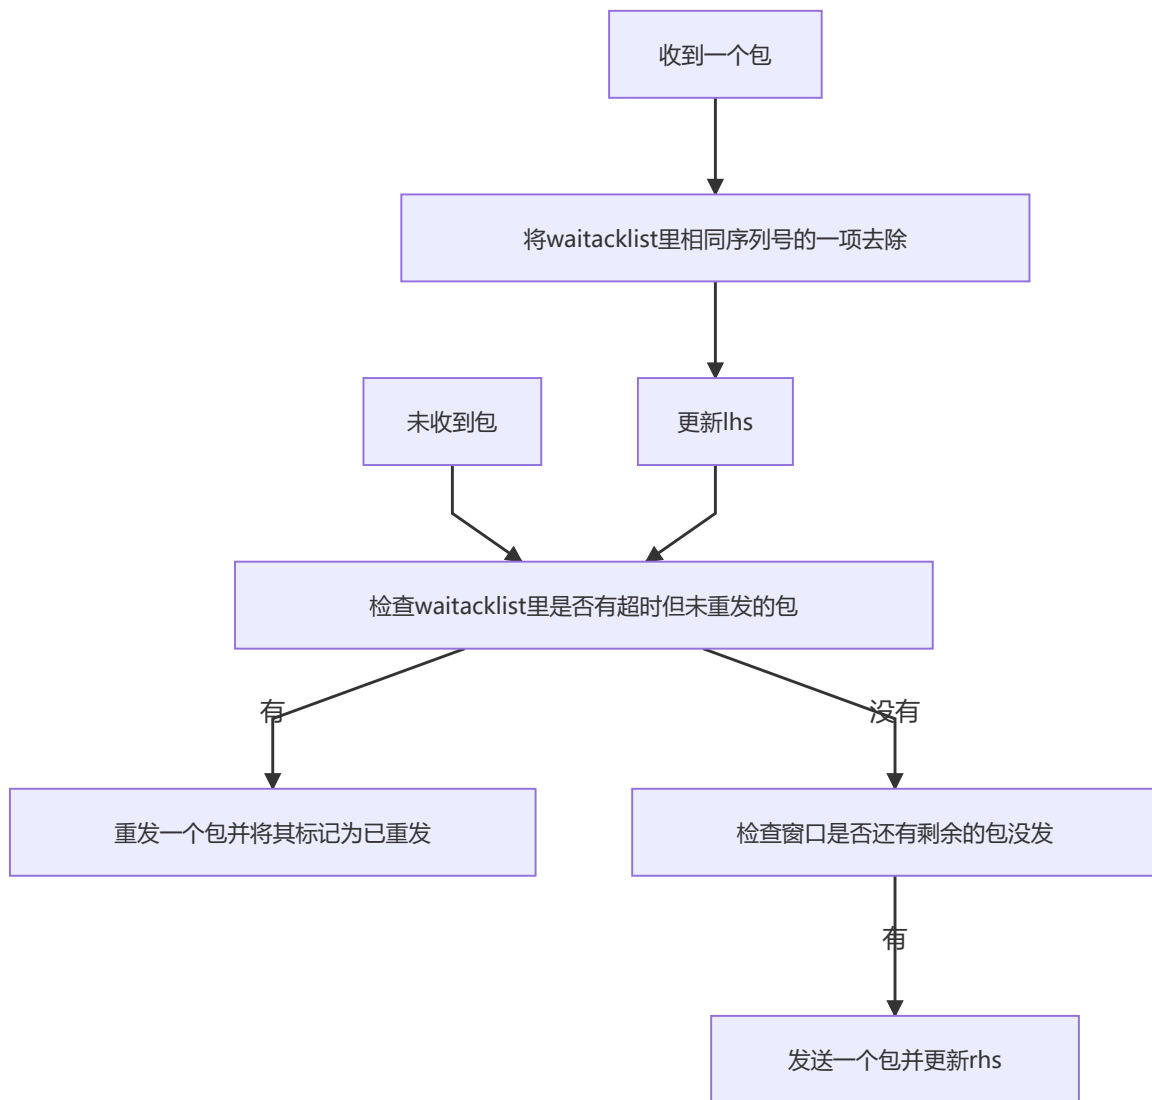 收到一个包
将waitacklist里相同序列号的一项去除
未收到包
更新lhs
检查waitacklist里是否有超时但未重发的包
有
没有
重发一个包并将其标记为已重发
检查窗口是否还有剩余的包没发
有
发送一个包并更新rhs